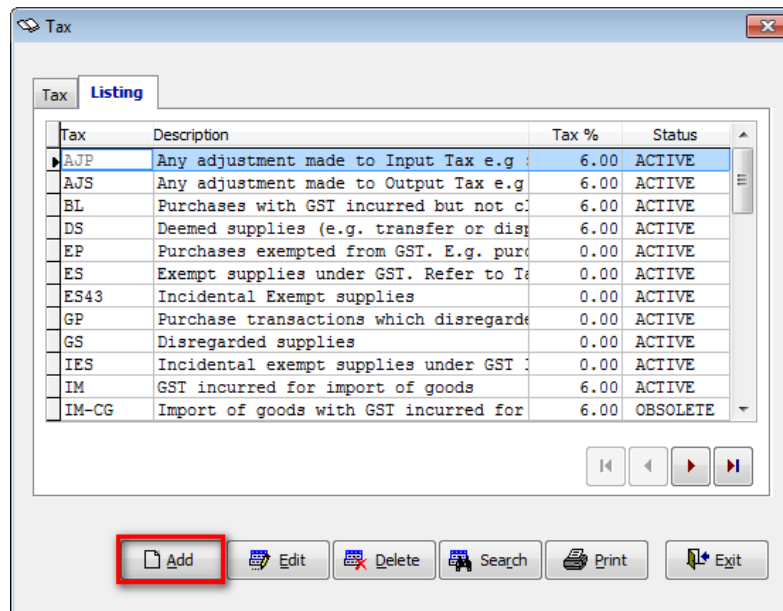 Tax
Tax Listing
Tax Description Tax % Status
AJP Any adjustment made to Input Tax e.g 6.00 ACTIVE
AJS Any adjustment made to Output Tax e.g 6.00 ACTIVE
BL Purchases with GST incurred but not 6.00 ACTIVE
DS Deemed supplies (e.g. transfer or disp 6.00 ACTIVE
EP Purchases exempted from GST. E.g. purc 0.00 ACTIVE
ES Exempt supplies under GST. Refer to Ta 0.00 ACTIVE
ES43 Incidental Exempt supplies 0.00 ACTIVE
GP Purchase transactions which disregarde 0.00 ACTIVE
GS Disregarded supplies 0.00 ACTIVE
IES Incidental exempt supplies under GST 0.00 ACTIVE
IM GST incurred for import of goods 6.00 ACTIVE
IM-CG Import of goods with GST incurred for 6.00 OBSOLETE
Add Edit Delete Search Print Exit